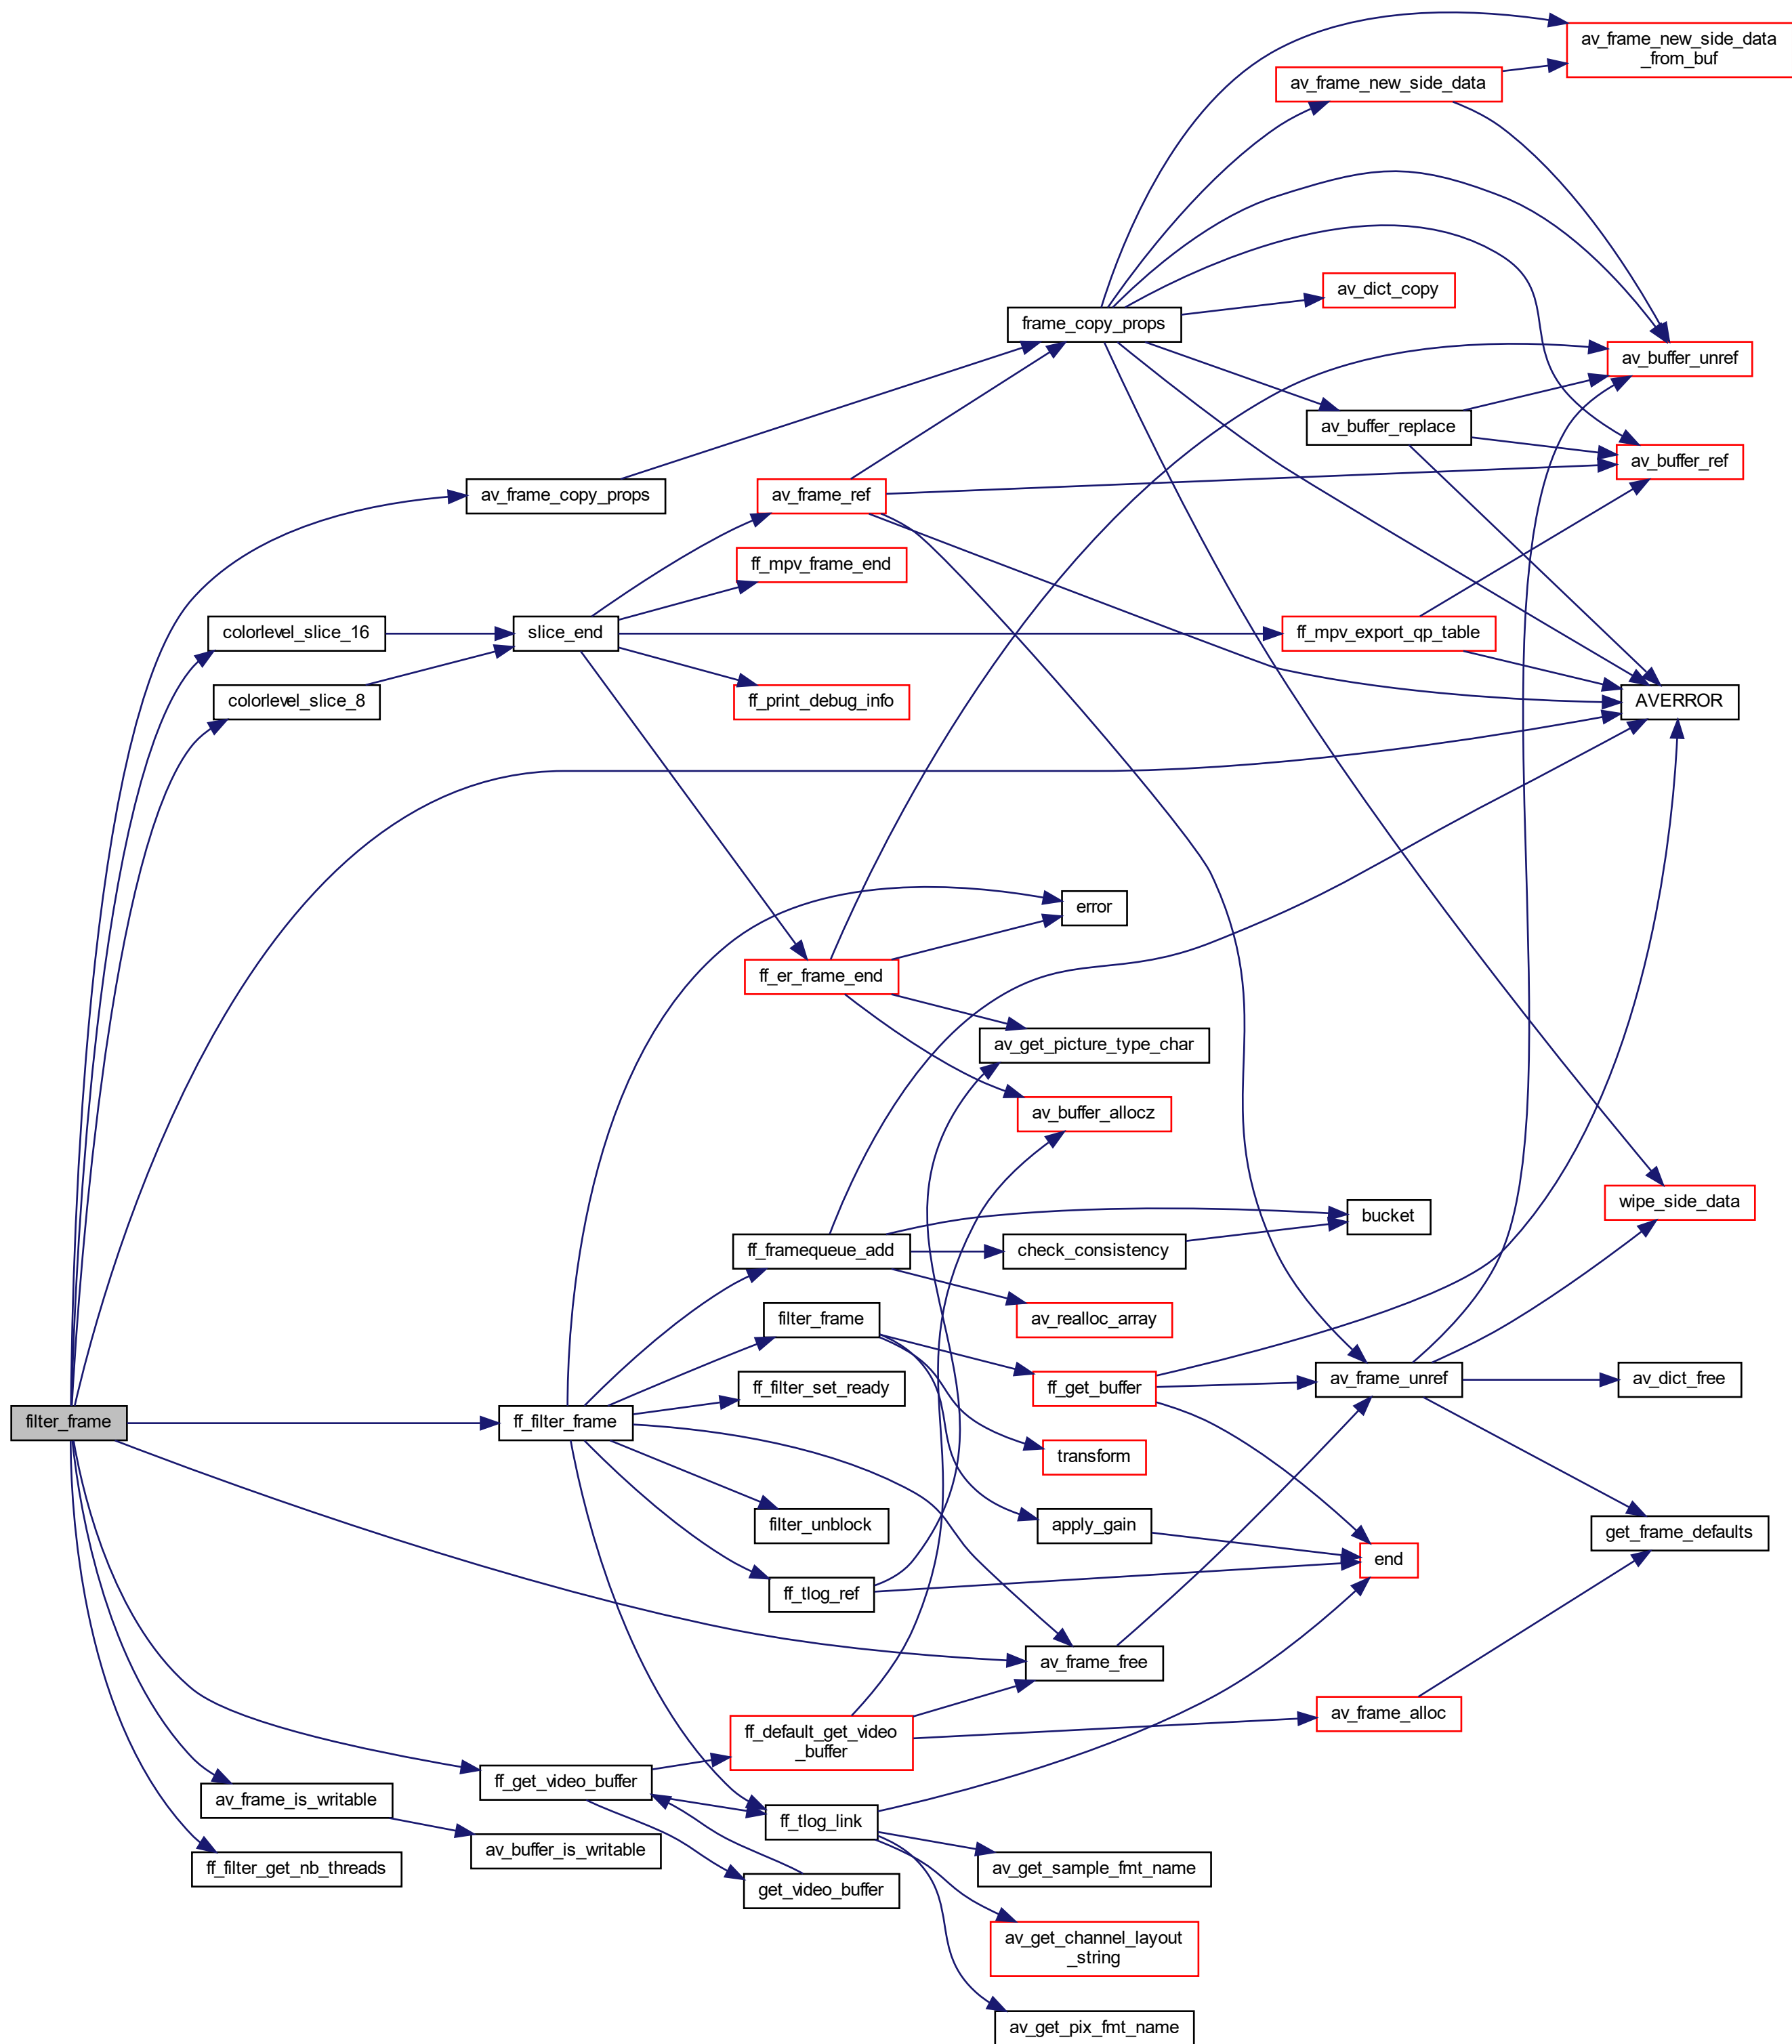 av_frame_new_side_data
_from_buf
av_frame_new_side_data
av_dict_copy
frame_copy_props
av_buffer_unref
av_buffer_replace
av_buffer_ref
av_frame_copy_props
av_frame_ref
ff_mpv_frame_end
colorlevel_slice_16
slice_end
ff_mpv_export_qp_table
colorlevel_slice_8
ff_print_debug_info
AVERROR
error
ff_er_frame_end
av_get_picture_type_char
av_buffer_allocz
wipe_side_data
bucket
ff_framequeue_add
check_consistency
av_realloc_array
filter_frame
ff_get_buffer
av_frame_unref
av_dict_free
ff_filter_set_ready
filter_frame
ff_filter_frame
transform
filter_unblock
apply_gain
get_frame_defaults
end
ff_tlog_ref
av_frame_free
av_frame_alloc
ff_default_get_video
_buffer
ff_get_video_buffer
av_frame_is_writable
ff_tlog_link
av_buffer_is_writable
ff_filter_get_nb_threads
av_get_sample_fmt_name
get_video_buffer
av_get_channel_layout
_string
av_get_pix_fmt_name